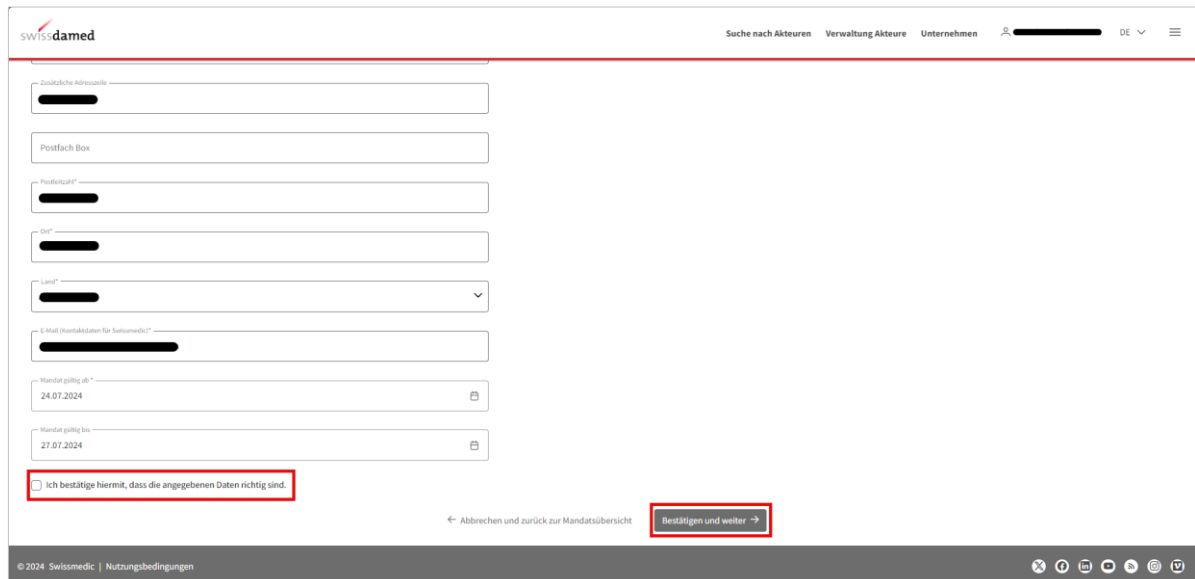 swissdamed
Suche nach Akteuren Verwaltung Akteure Unternehmen DE
Zusätzliche Adresszeile
Postfach Box
Postleitzahl*
Ort*
Land*
E-Mail (Kontaktdaten für Swissmedic)*
Mandat gültig ab *
24.07.2024
Mandat gültig bis
27.07.2024
Ich bestätige hiermit, dass die angegebenen Daten richtig sind.
← Abbrechen und zurück zur Mandatsübersicht Bestätigen und weiter →
© 2024 Swissmedic | Nutzungsbedingungen